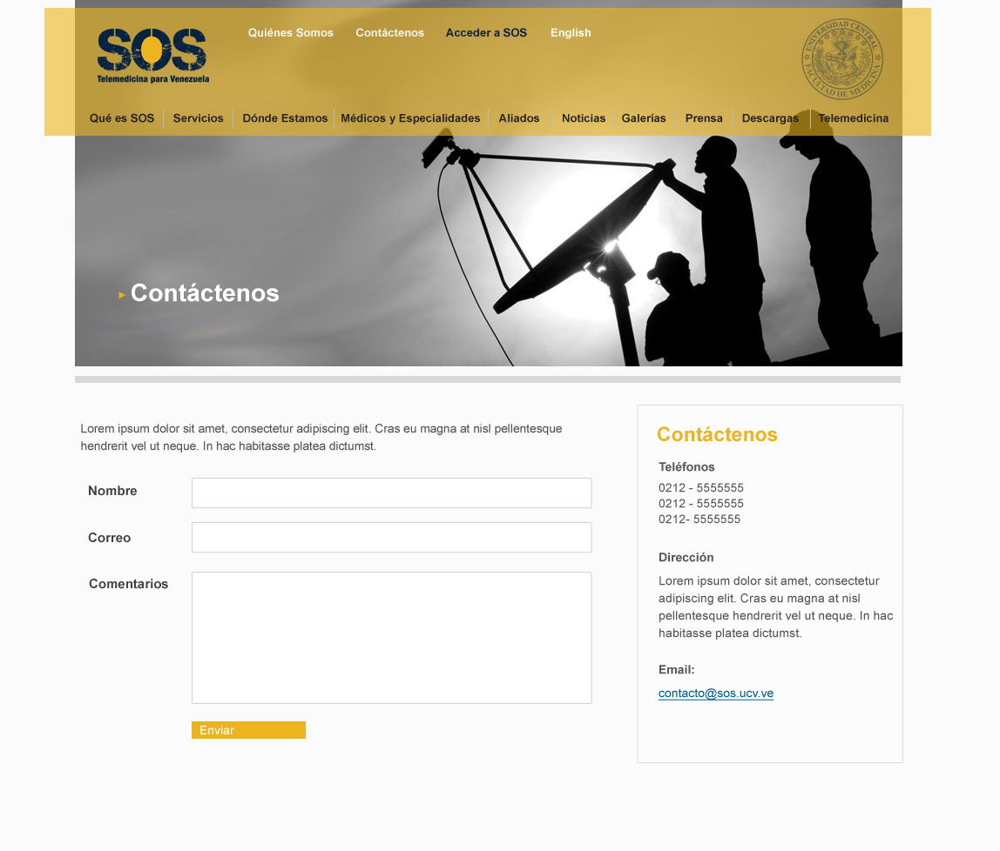 SOS
Telemedicina para Venezuela
Quiénes Somos
Contáctenos
Acceder a SOS
English
UNIVERSIDAD CENTRAL
FACULTAD DE MEDICINA
Qué es SOS
Servicios
Dónde Estamos
Médicos y Especialidades
Aliados
Noticias
Galerías
Prensa
Descargas
Telemedicina
Contáctenos
Lorem ipsum dolor sit amet, consectetur adipiscing elit. Cras eu magna at nisl pellentesque
hendrerit vel ut neque. In hac habitasse platea dictumst.
Nombre
Correo
Comentarios
Enviar
Contáctenos
Teléfonos
0212 - 5555555
0212 - 5555555
0212- 5555555
Dirección
Lorem ipsum dolor sit amet, consectetur
adipiscing elit. Cras eu magna at nisl
pellentesque hendrerit vel ut neque. In hac
habitasse platea dictumst.
Email:
contacto@sos.ucv.ve